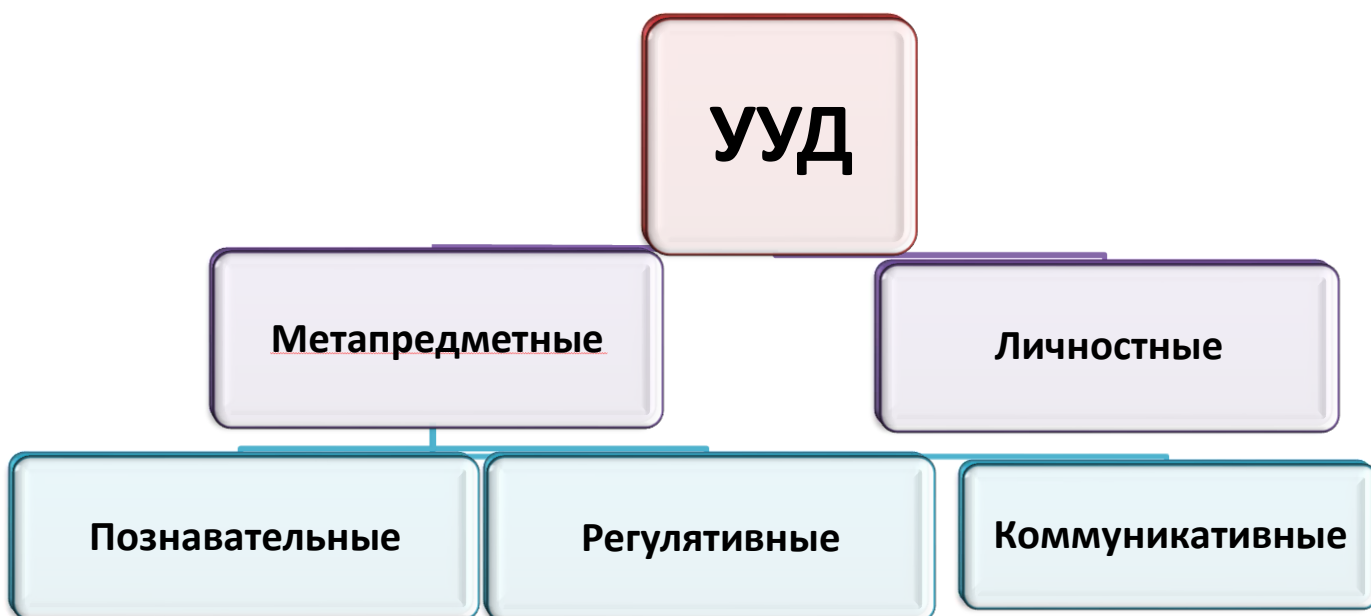 УУД
Метапредметные
Личностные
Познавательные
Регулятивные
Коммуникативные